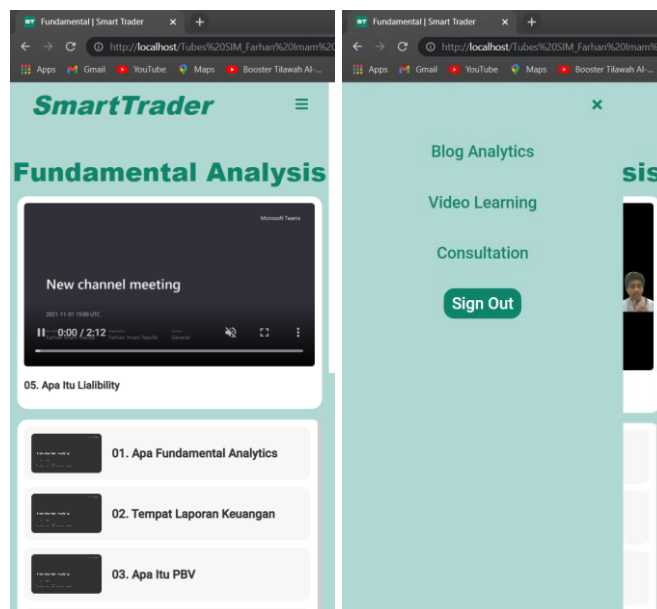 Fundamental | Smart Trader
http://localhost/Tubes%20SIM_Farhan%20Imam%20
Apps Gmail YouTube Maps Booster Tilawah Al-...
SmartTrader
Fundamental Analysis
Microsoft Teams
New channel meeting
2021-11-01 15:00 UTC
0:00 / 2:12
Farhan Imam Naufal
General
05. Apa Itu Lialibility
01. Apa Fundamental Analytics
02. Tempat Laporan Keuangan
03. Apa Itu PBV
ST Fundamental | Smart Trader
http://localhost/Tubes%20SIM_Farhan%20Imam%
Apps Gmail YouTube Maps Booster Tilawah Al-...
Blog Analytics
sis
Video Learning
Consultation
Sign Out